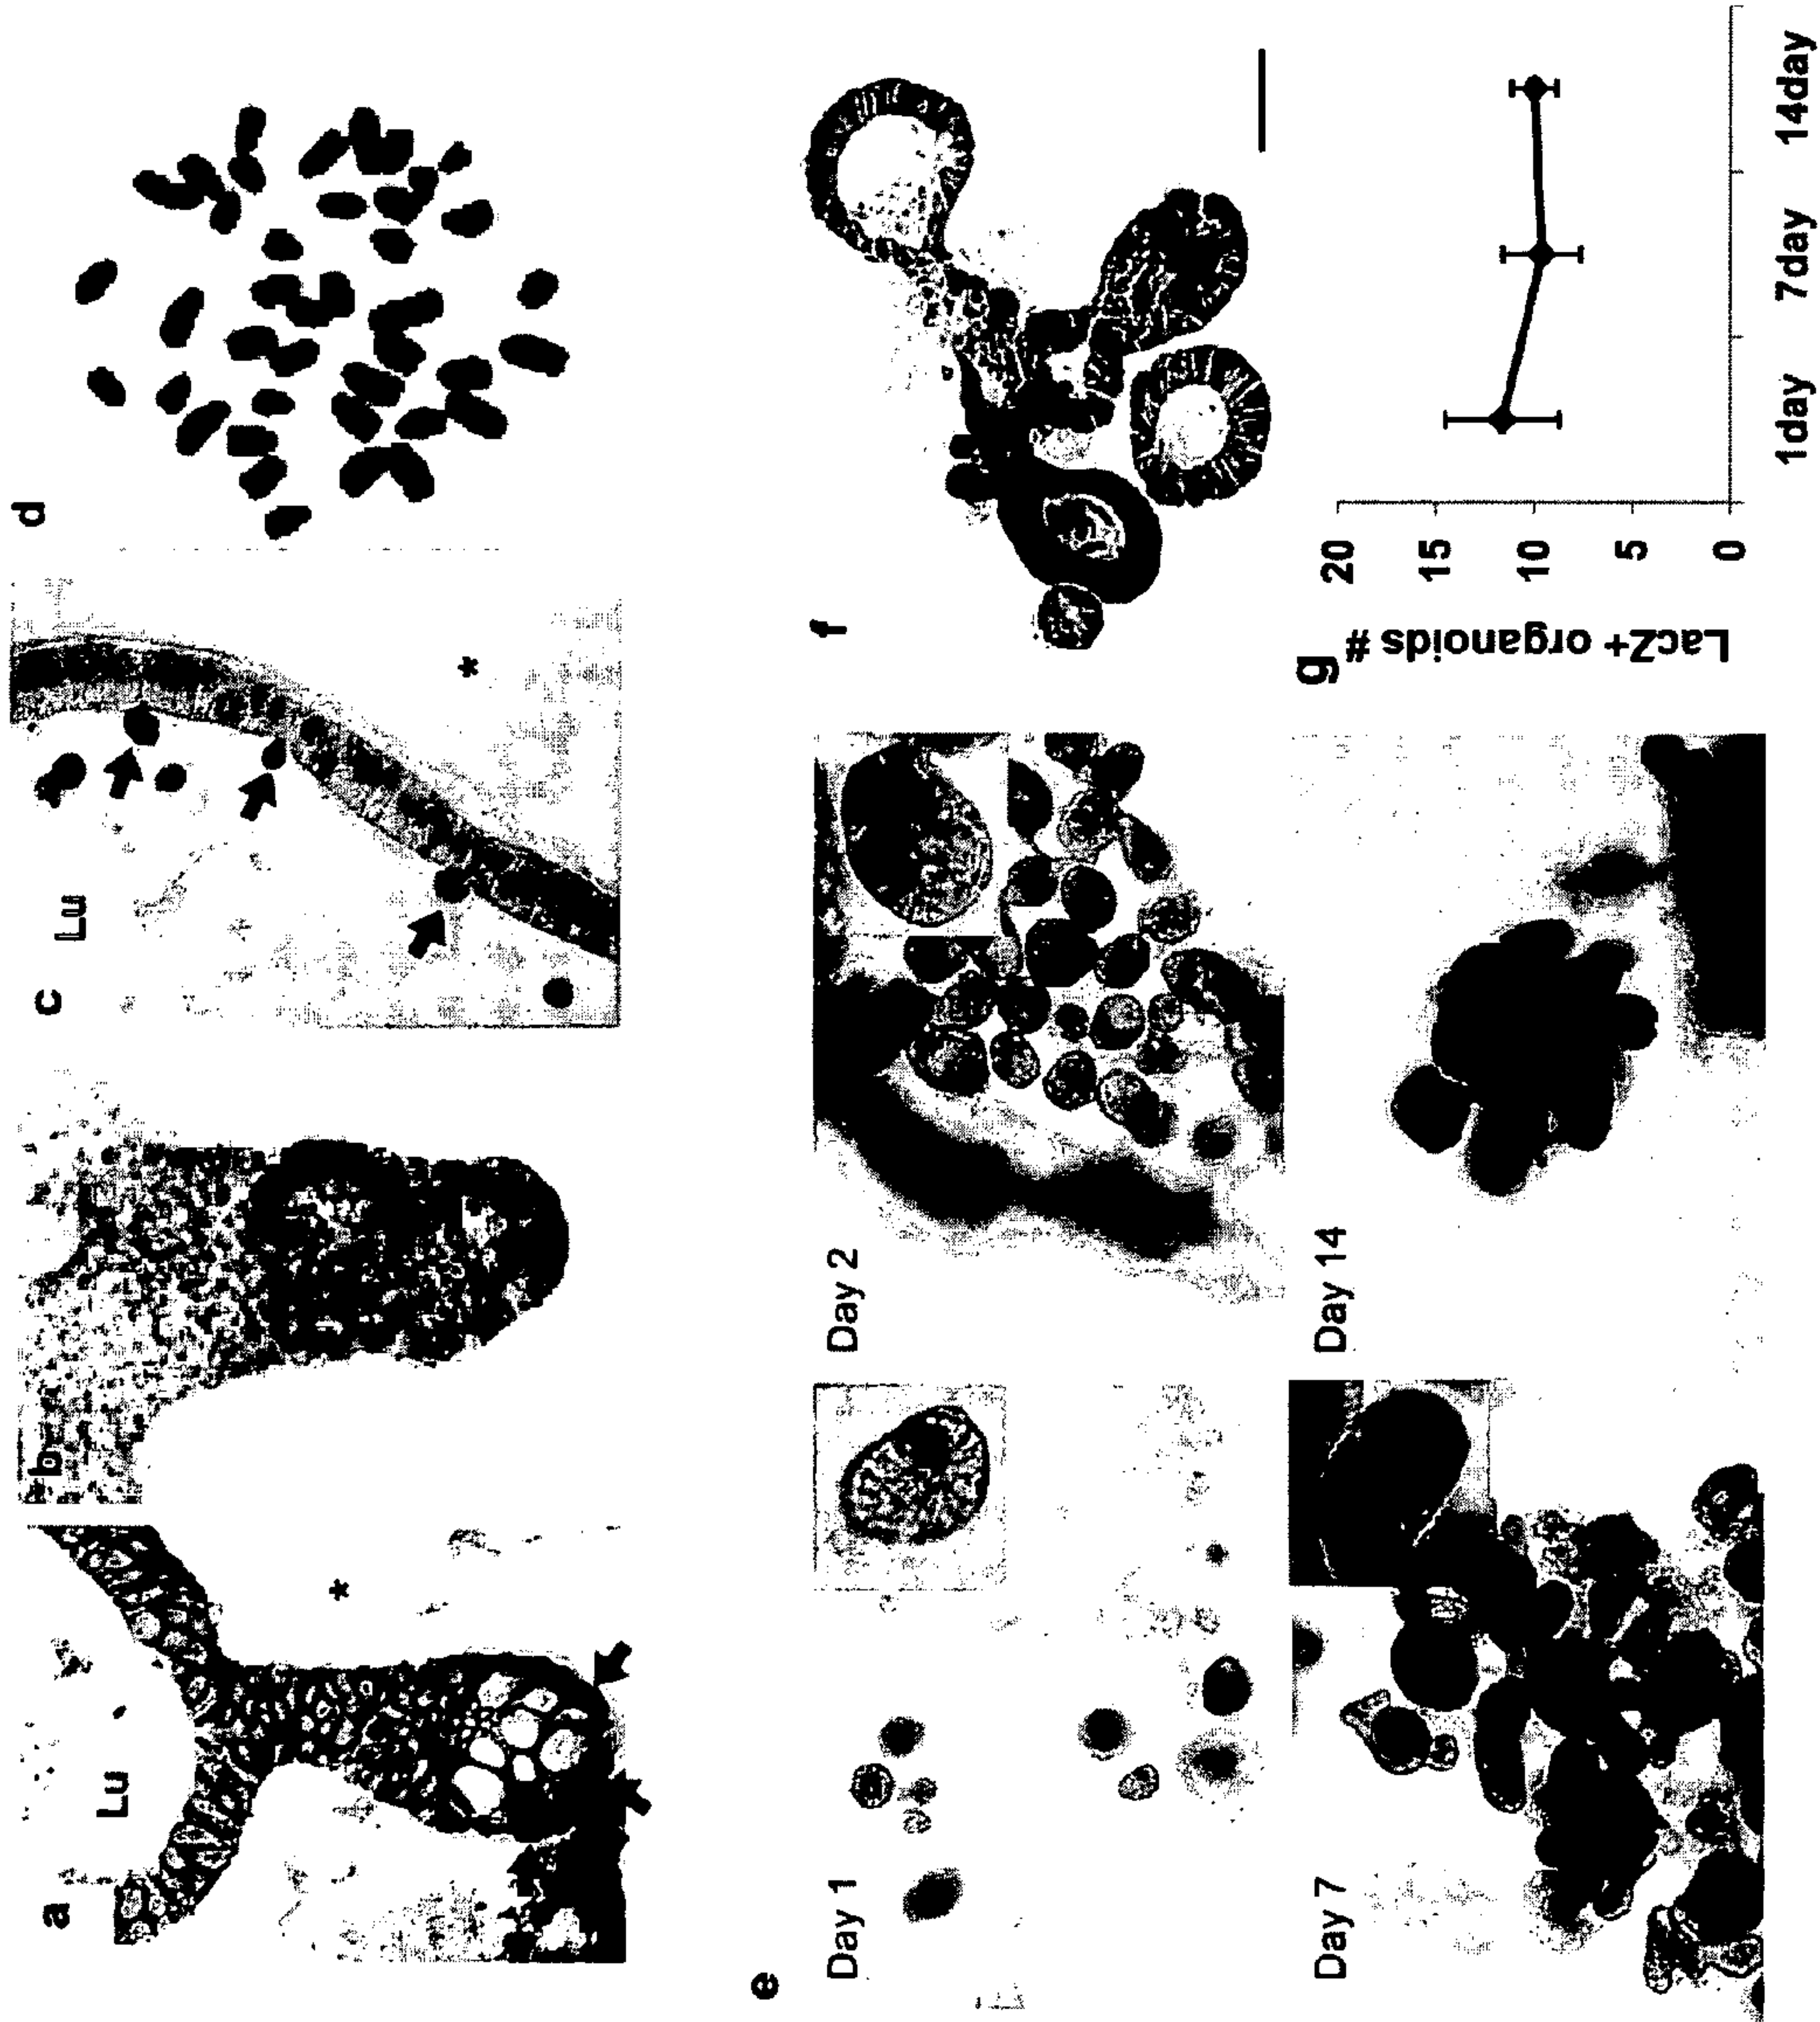 a
Lu
*
b
c
Lu
*
d
e
Day 1
Day 2
Day 7
Day 14
f
g
LacZ+ organoids #
20
15
10
5
0
1day 7day 14day